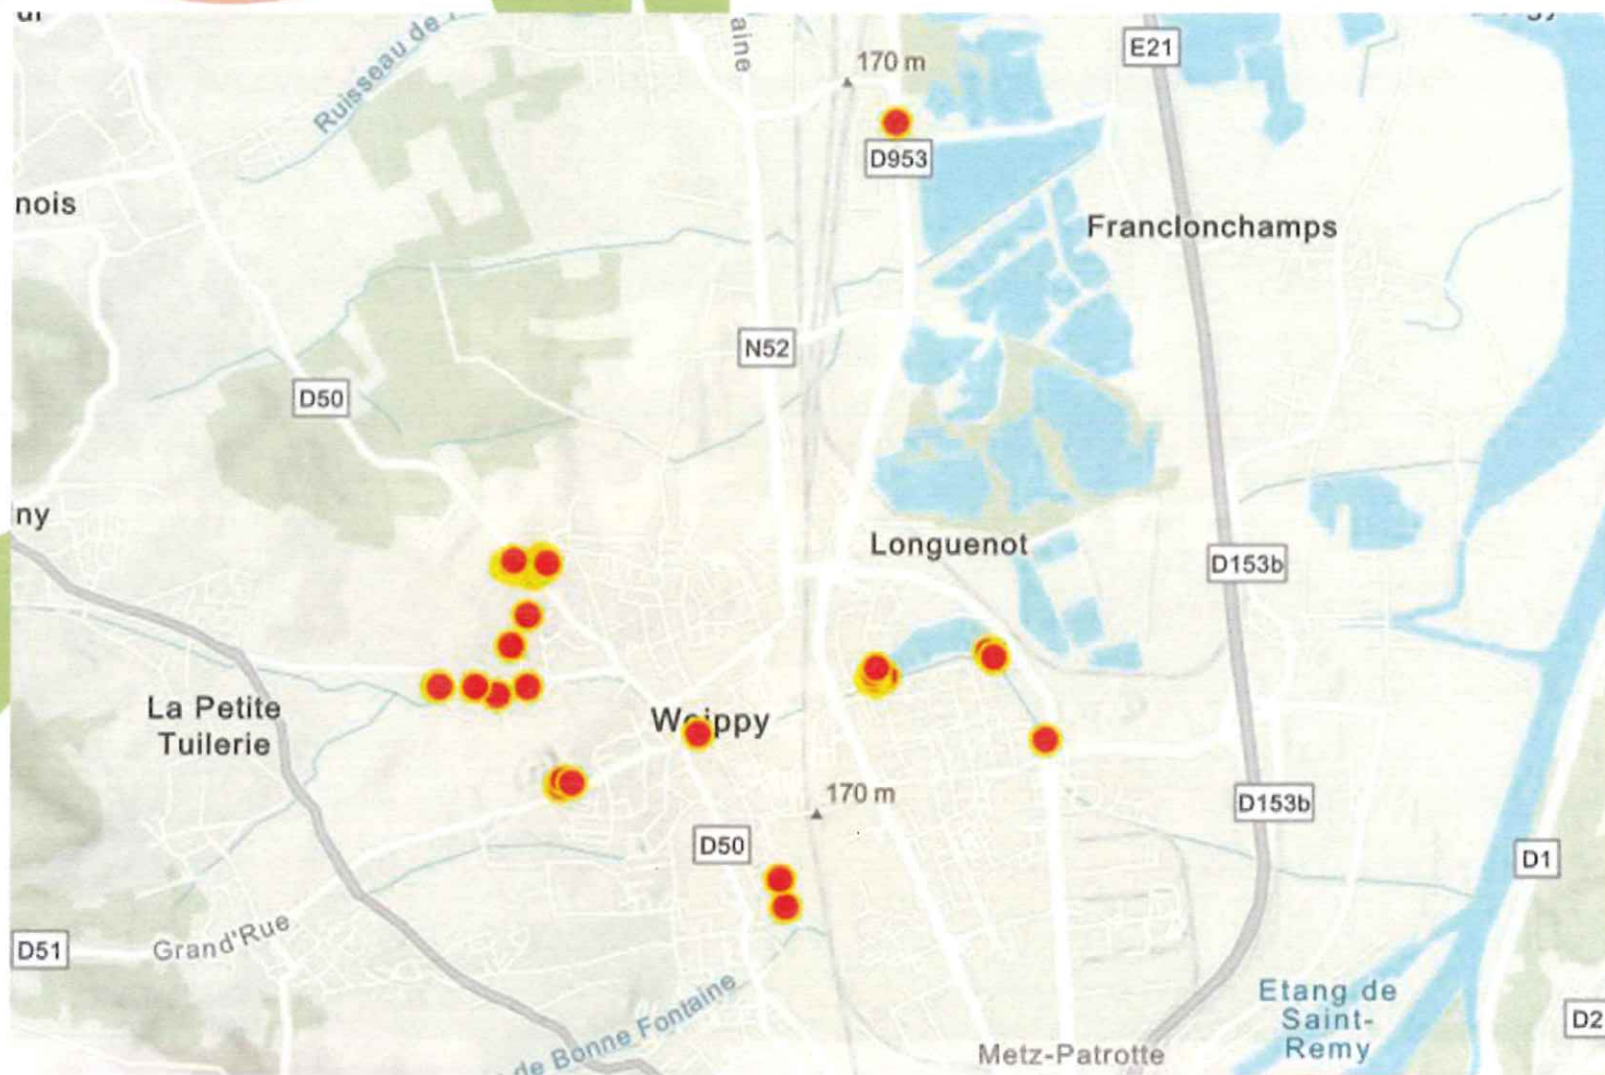 Ruisseau de
aine
170 m
E21
D953
nois
Franclonchamps
N52
D50
ny
Longuenot
D153b
La Petite
Tuilerie
Woippy
170 m
D153b
D50
D1
D51
Grand'Rue
de Bonne Fontaine
Etang de
Saint-
Remy
D2
Metz-Patrotte